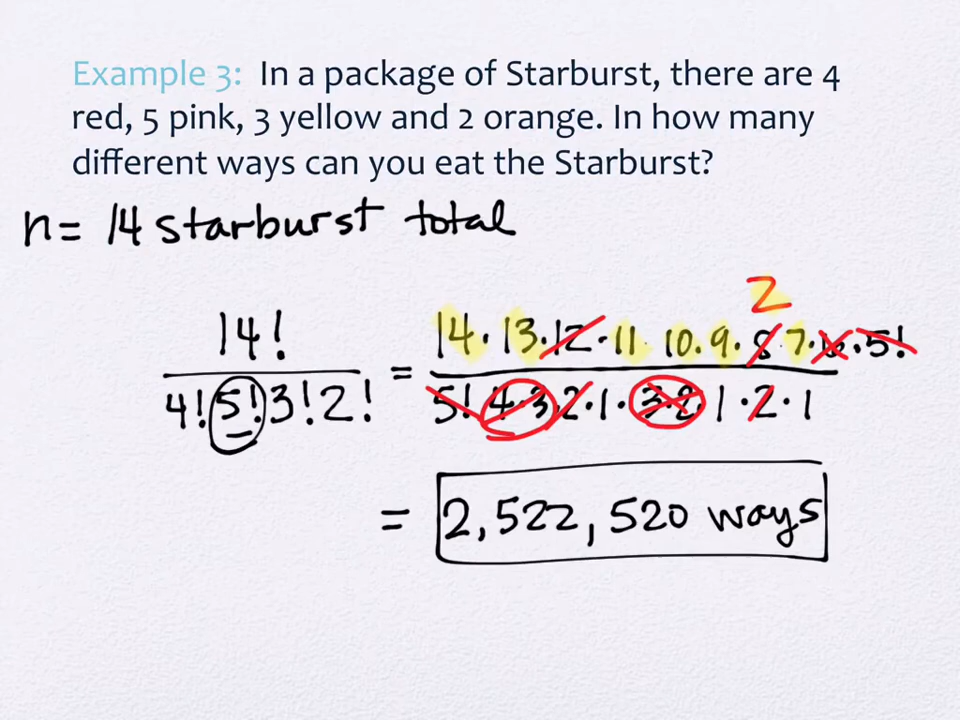 Example 3: In a package of Starburst, there are 4
red, 5 pink, 3 yellow and 2 orange. In how many
different ways can you eat the Starburst?
n = 14 starburst total
2
14! / 4!5!3!2! = 14·13·12·11·10·9·8·7·6·5! / 5!4·3·2·1·3·2·1·2·1
= 2,522,520 ways